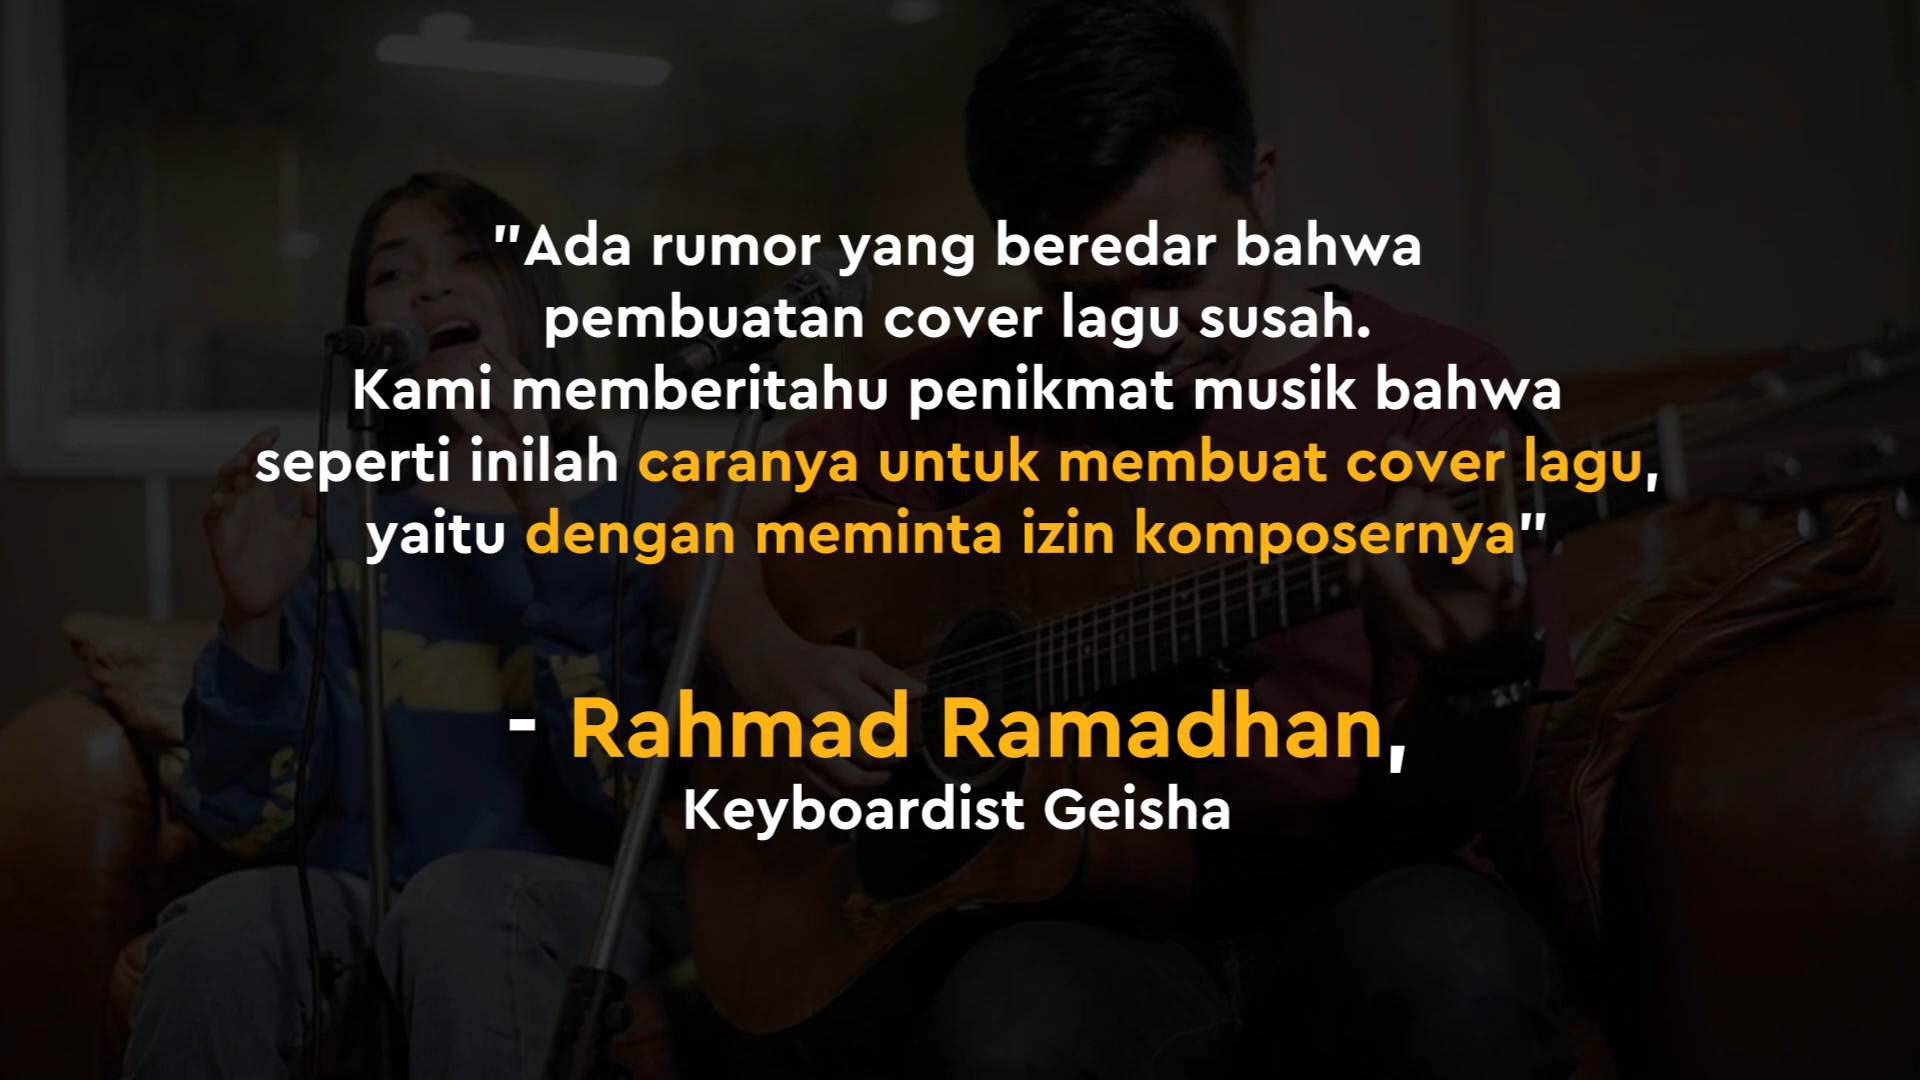 "Ada rumor yang beredar bahwa
pembuatan cover lagu susah.
Kami memberitahu penikmat musik bahwa
seperti inilah caranya untuk membuat cover lagu,
yaitu dengan meminta izin komposernya"
- Rahmad Ramadhan,
Keyboardist Geisha